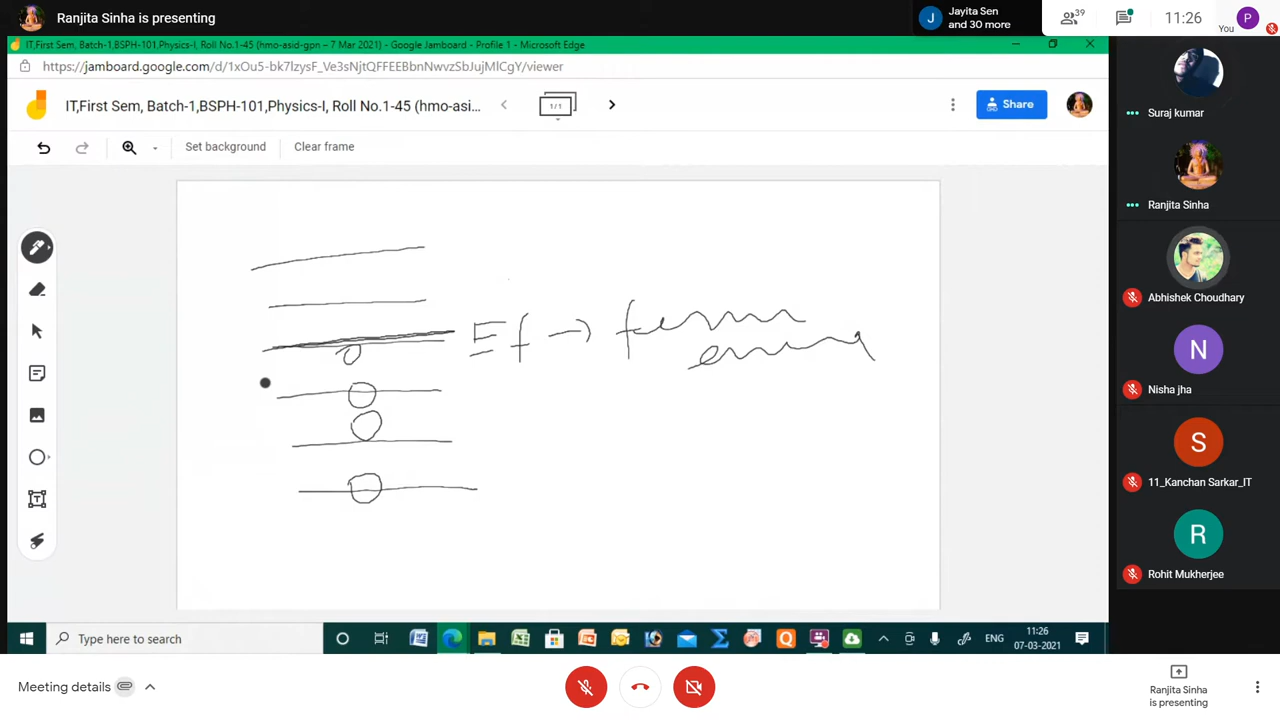 Ranjita Sinha is presenting
J
Jayita Sen
and 30 more
39
11:26
P
You
IT,First Sem, Batch-1,BSPH-101,Physics-I, Roll No.1-45 (hmo-asid-gpn – 7 Mar 2021) - Google Jamboard - Profile 1 - Microsoft Edge
https://jamboard.google.com/d/1xOu5-bk7lzysF_Ve3sNjtQFFEEBbnNwvzSbJujMlCgY/viewer
IT,First Sem, Batch-1,BSPH-101,Physics-I, Roll No.1-45 (hmo-asi...
1/1
Share
Set background
Clear frame
Ef →
Suraj kumar
Ranjita Sinha
Abhishek Choudhary
N
Nisha jha
S
11_Kanchan Sarkar_IT
R
Rohit Mukherjee
Type here to search
ENG
11:26
07-03-2021
Meeting details
Ranjita Sinha
is presenting